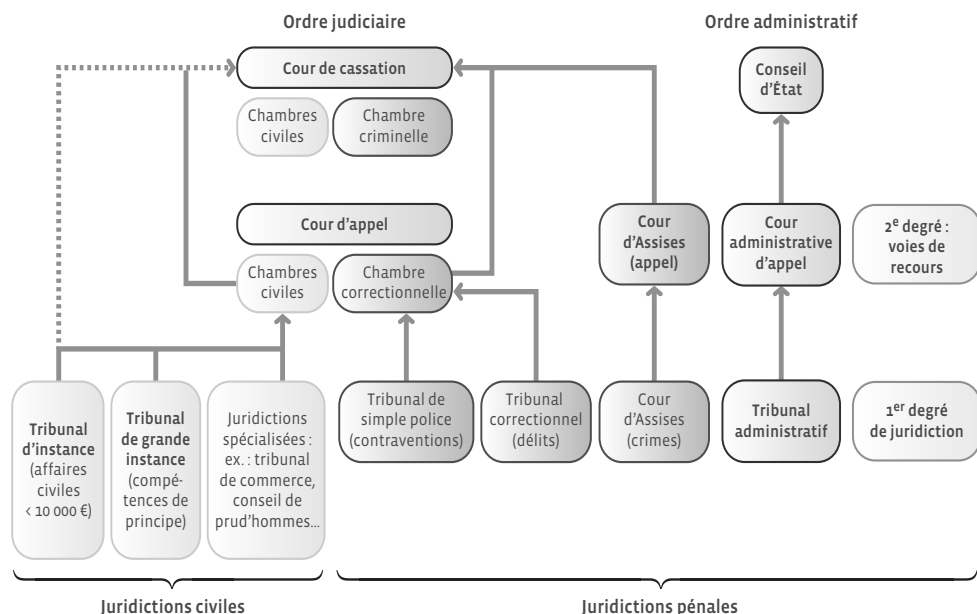 Ordre judiciaire
Ordre administratif
Cour de cassation
Conseil
d'État
Chambres
civiles
Chambre
criminelle
Cour d'appel
Chambres
civiles
Chambre
correctionnelle
Cour
d'Assises
(appel)
Cour
administrative
d'appel
2e degré :
voies de
recours
Tribunal
d'instance
(affaires
civiles
< 10 000 €)
Tribunal
de grande
instance
(compé-
tences de
principe)
Juridictions
spécialisées :
ex. : tribunal
de commerce,
conseil de
prud'hommes...
Tribunal de
simple police
(contraventions)
Tribunal
correctionnel
(délits)
Cour
d'Assises
(crimes)
Tribunal
administratif
1er degré
de juridiction
Juridictions civiles
Juridictions pénales